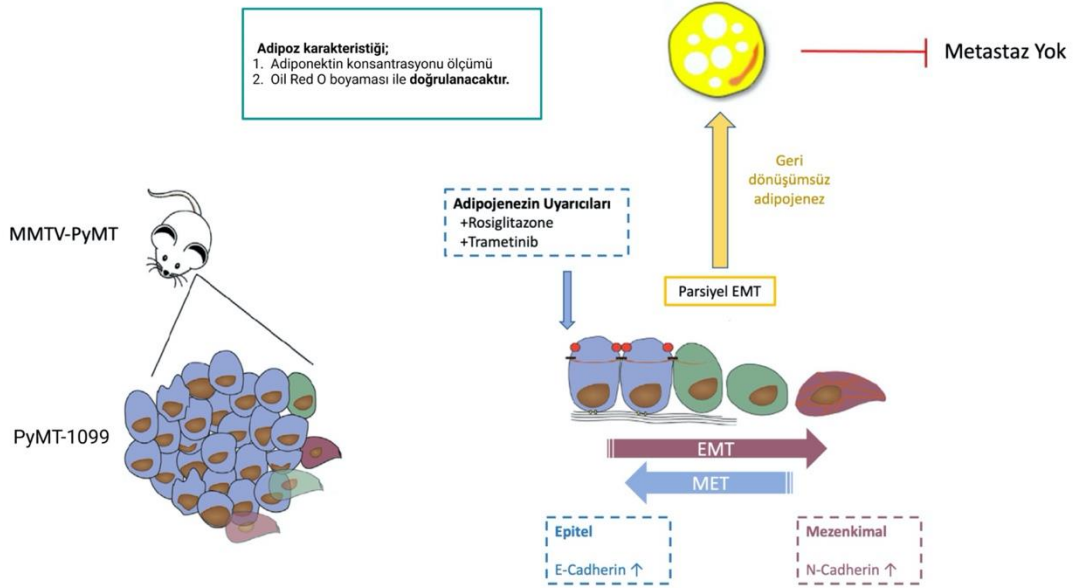 Adipoz karakteristiği;
1. Adiponektin konsantrasyonu ölçümü
2. Oil Red O boyaması ile doğrulanacaktır.
Metastaz Yok
Geri
dönüşümsüz
adipojenez
Adipojenezin Uyarıcıları
+Rosiglitazone
+Trametinib
MMTV-PyMT
Parsiyel EMT
PyMT-1099
EMT
MET
Epitel
E-Cadherin ↑
Mezenkimal
N-Cadherin ↑